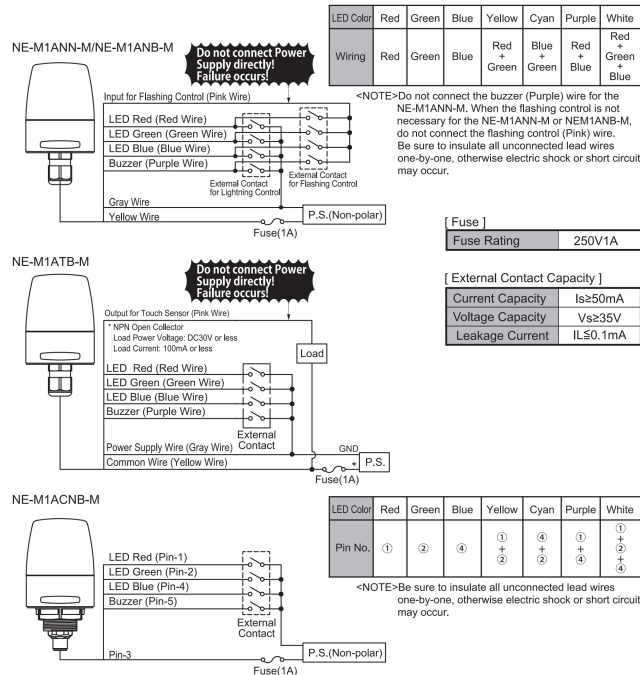 LED Color Red Green Blue Yellow Cyan Purple White
Wiring Red Green Blue Red + Green Blue + Green Red + Blue Red + Green + Blue
NE-M1ANN-M/NE-M1ANB-M
Do not connect Power
Supply directly!
Failure occurs!
Input for Flashing Control (Pink Wire)
LED Red (Red Wire)
LED Green (Green Wire)
LED Blue (Blue Wire)
Buzzer (Purple Wire)
External Contact
for Lightning Control
External Contact
for Flashing Control
Gray Wire
Yellow Wire
P.S.(Non-polar)
Fuse(1A)
<NOTE>Do not connect the buzzer (Purple) wire for the
NE-M1ANN-M. When the flashing control is not
necessary for the NE-M1ANN-M or NEM1ANB-M,
do not connect the flashing control (Pink) wire.
Be sure to insulate all unconnected lead wires
one-by-one, otherwise electric shock or short circuit
may occur.
[ Fuse ]
Fuse Rating 250V1A
[ External Contact Capacity ]
Current Capacity Is≥50mA
Voltage Capacity Vs≥35V
Leakage Current IL≦0.1mA
NE-M1ATB-M
Do not connect Power
Supply directly!
Failure occurs!
Output for Touch Sensor (Pink Wire)
* NPN Open Collector
Load Power Voltage: DC30V or less
Load Current: 100mA or less
Load
LED Red (Red Wire)
LED Green (Green Wire)
LED Blue (Blue Wire)
Buzzer (Purple Wire)
External
Contact
Power Supply Wire (Gray Wire)
GND
Common Wire (Yellow Wire)
+ P.S.
Fuse(1A)
NE-M1ACNB-M
LED Red (Pin-1)
LED Green (Pin-2)
LED Blue (Pin-4)
Buzzer (Pin-5)
External
Contact
Pin-3
P.S.(Non-polar)
Fuse(1A)
LED Color Red Green Blue Yellow Cyan Purple White
Pin No. ① ② ④ ① + ② ④ + ② ① + ④ ① + ② + ④
<NOTE>Be sure to insulate all unconnected lead wires
one-by-one, otherwise electric shock or short circuit
may occur.